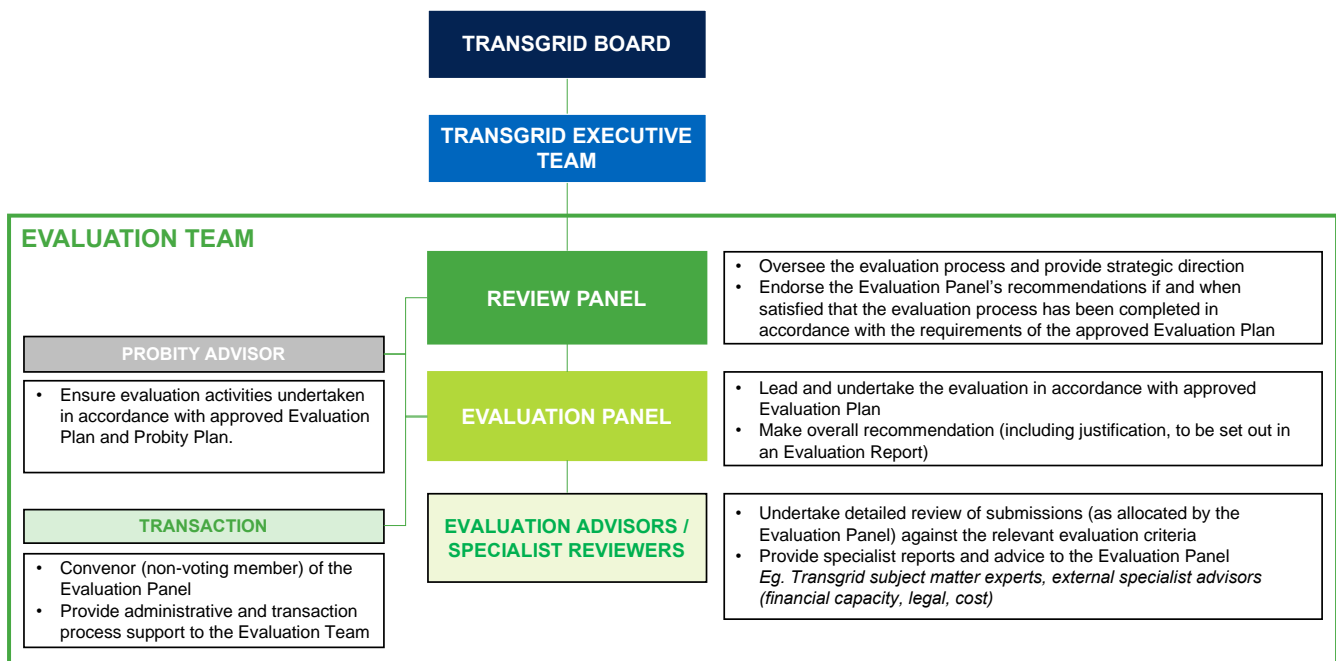 TRANSGRID BOARD
TRANSGRID EXECUTIVE
TEAM
EVALUATION TEAM
REVIEW PANEL
• Oversee the evaluation process and provide strategic direction
• Endorse the Evaluation Panel's recommendations if and when
satisfied that the evaluation process has been completed in
accordance with the requirements of the approved Evaluation Plan
PROBITY ADVISOR
• Ensure evaluation activities undertaken
in accordance with approved Evaluation
Plan and Probity Plan.
EVALUATION PANEL
• Lead and undertake the evaluation in accordance with approved
Evaluation Plan
• Make overall recommendation (including justification, to be set out in
an Evaluation Report)
TRANSACTION
• Convenor (non-voting member) of the
Evaluation Panel
• Provide administrative and transaction
process support to the Evaluation Team
EVALUATION ADVISORS /
SPECIALIST REVIEWERS
• Undertake detailed review of submissions (as allocated by the
Evaluation Panel) against the relevant evaluation criteria
• Provide specialist reports and advice to the Evaluation Panel
Eg. Transgrid subject matter experts, external specialist advisors
(financial capacity, legal, cost)